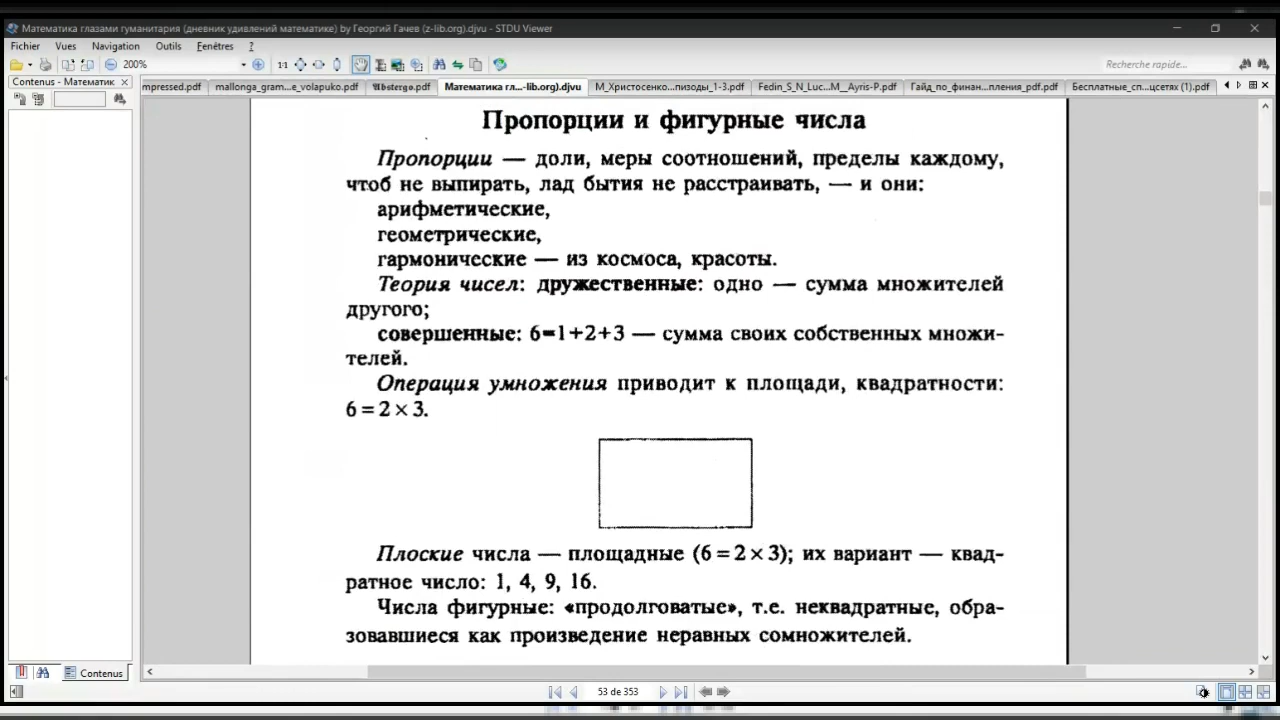 Математика глазами гуманитария (дневник удивлений математике) by Георгий Гачев (z-lib.org).djvu - STDU Viewer
Fichier Vues Navigation Outils Fenêtres ?
200% 1:1 Recherche rapide...
Contenus - Математик × mpressed.pdf mallonga_gram...e_volapuko.pdf Abstergo.pdf Математика гл...-lib.org).djvu М_Христосенко...пизоды_1-3.pdf Fedin_S_N_Luc...M__Ayris-P.pdf Гайд_по_финан...пления_pdf.pdf Бесплатные_сп...цсетях (1).pdf
Пропорции и фигурные числа
Пропорции — доли, меры соотношений, пределы каждому,
чтоб не выпирать, лад бытия не расстраивать, — и они:
арифметические,
геометрические,
гармонические — из космоса, красоты.
Теория чисел: дружественные: одно — сумма множителей
другого;
совершенные: 6=1+2+3 — сумма своих собственных множи-
телей.
Операция умножения приводит к площади, квадратности:
6 = 2 × 3.
Плоские числа — площадные (6 = 2 × 3); их вариант — квад-
ратное число: 1, 4, 9, 16.
Числа фигурные: «продолговатые», т.е. неквадратные, обра-
зовавшиеся как произведение неравных сомножителей.
Contenus
53 de 353